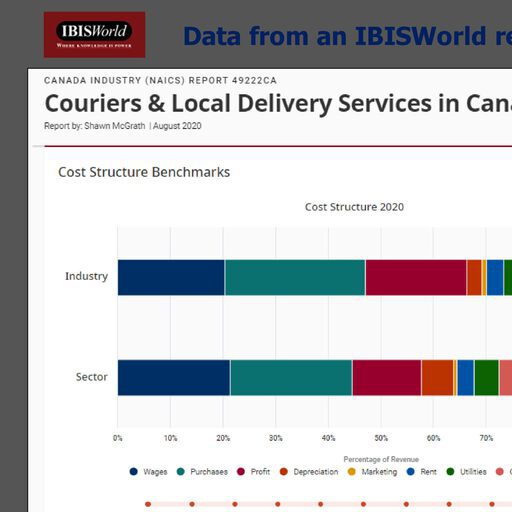 IBISWorld
WHERE KNOWLEDGE IS POWER
Data from an IBISWorld re
CANADA INDUSTRY (NAICS) REPORT 49222CA
Couriers & Local Delivery Services in Can
Report by: Shawn McGrath | August 2020
Cost Structure Benchmarks
Cost Structure 2020
Industry
Sector
0% 10% 20% 30% 40% 50% 60% 70%
Percentage of Revenue
Wages Purchases Profit Depreciation Marketing Rent Utilities